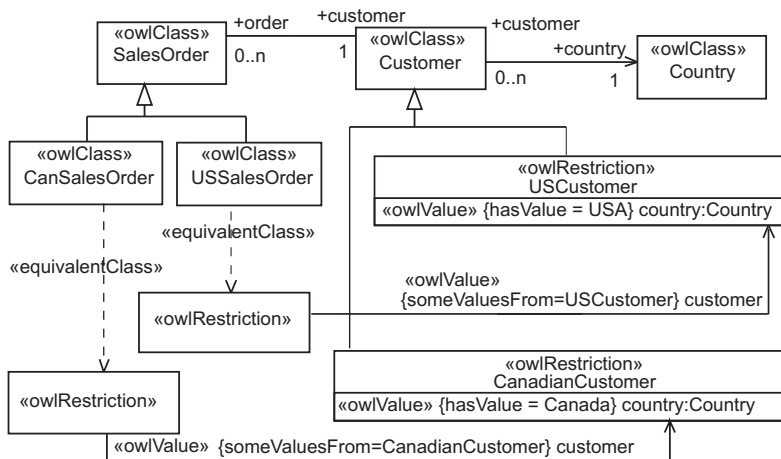 +order
+customer
+customer
«owlClass»
SalesOrder
0..n
1
«owlClass»
Customer
0..n
+country
1
«owlClass»
Country
«owlClass»
CanSalesOrder
«owlClass»
USSalesOrder
«owlRestriction»
USCustomer
«owlValue» {hasValue = USA} country:Country
«equivalentClass»
«equivalentClass»
«owlValue»
{someValuesFrom=USCustomer} customer
«owlRestriction»
«owlRestriction»
CanadianCustomer
«owlValue» {hasValue = Canada} country:Country
«owlRestriction»
«owlValue» {someValuesFrom=CanadianCustomer} customer